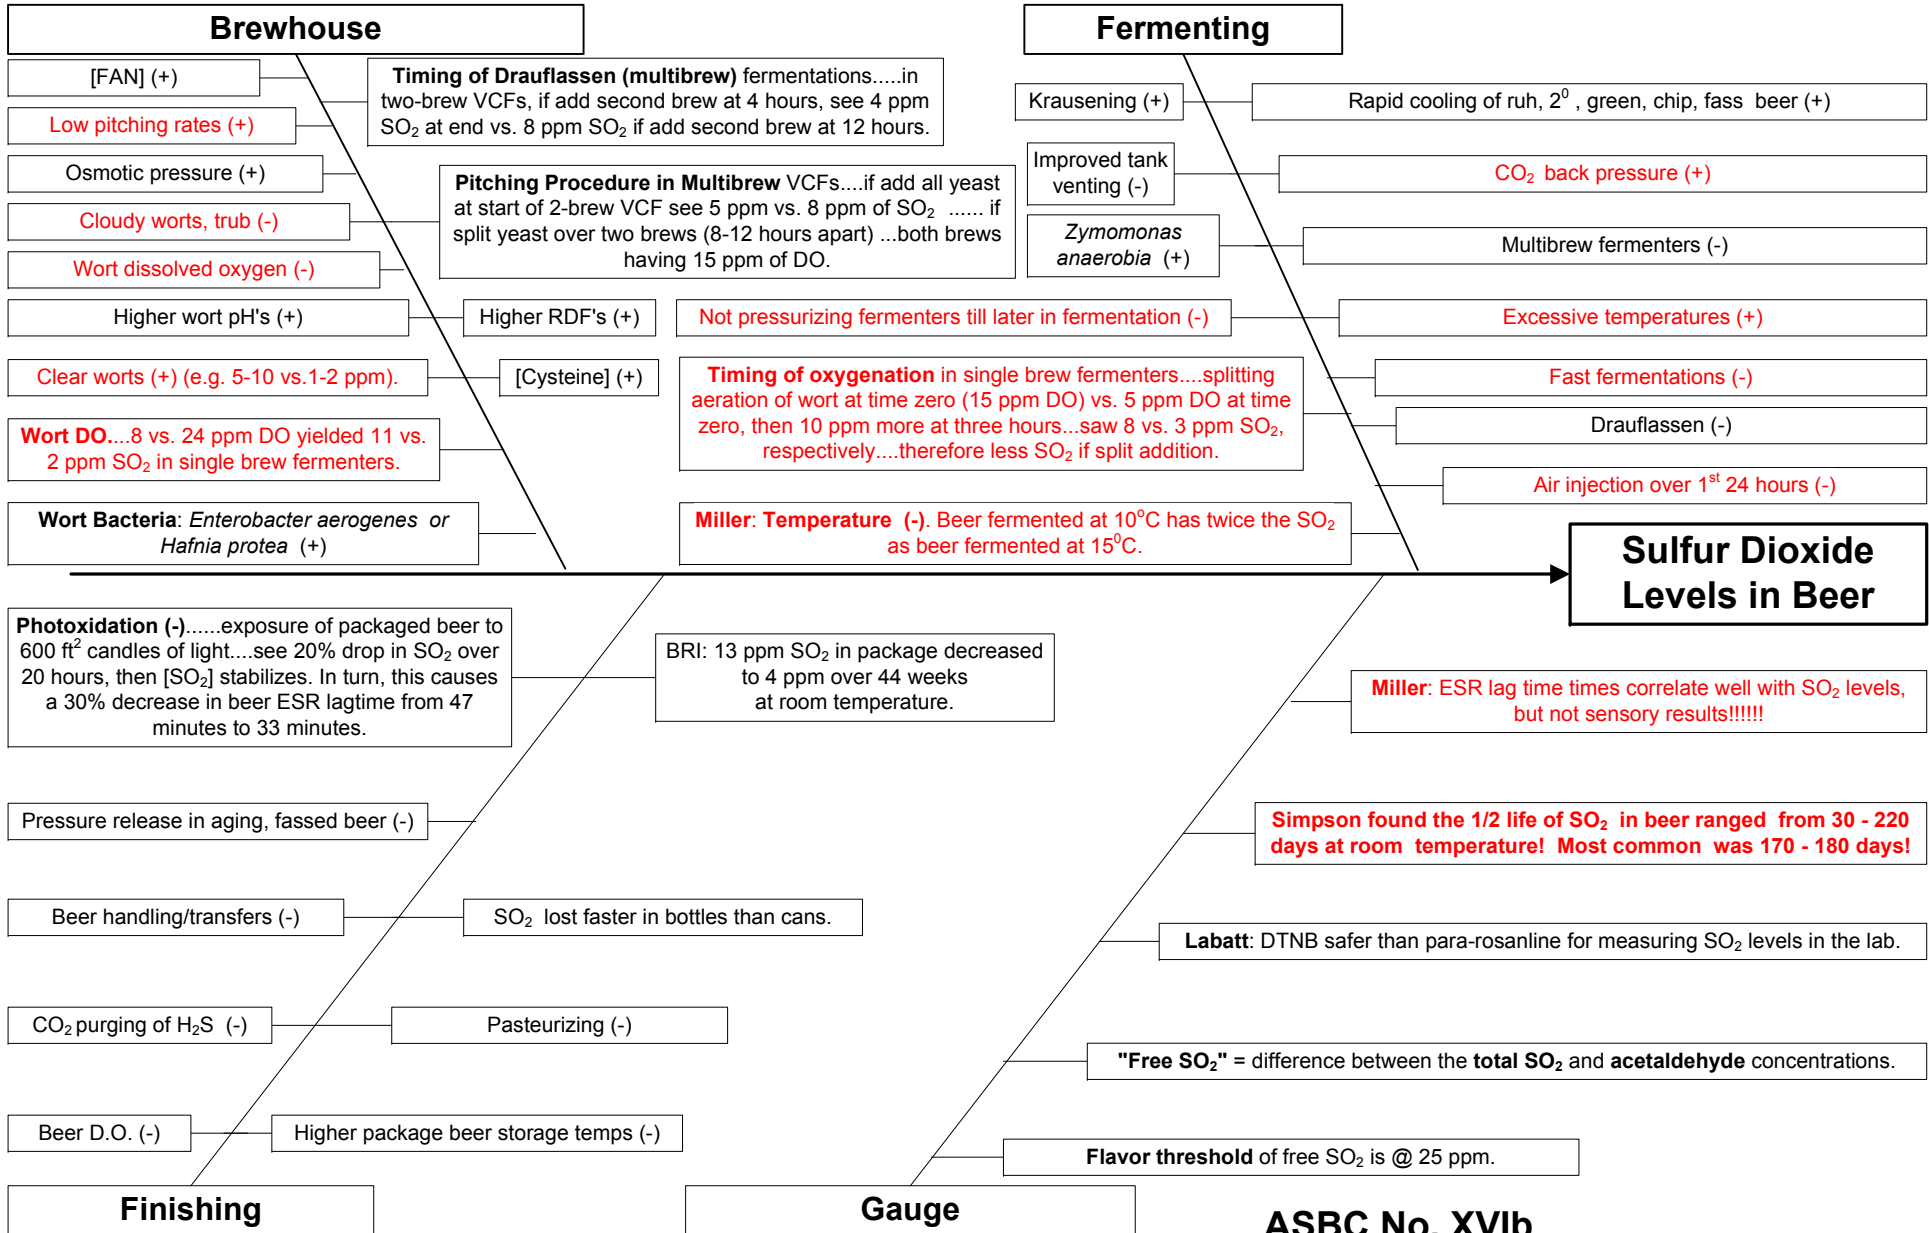 Brewhouse
[FAN] (+)
Low pitching rates (+)
Osmotic pressure (+)
Cloudy worts, trub (-)
Wort dissolved oxygen (-)
Higher wort pH's (+)
Clear worts (+) (e.g. 5-10 vs.1-2 ppm).
Wort DO....8 vs. 24 ppm DO yielded 11 vs.
2 ppm SO₂ in single brew fermenters.
Wort Bacteria: Enterobacter aerogenes or
Hafnia protea (+)
Timing of Drauflassen (multibrew) fermentations.....in
two-brew VCFs, if add second brew at 4 hours, see 4 ppm
SO₂ at end vs. 8 ppm SO₂ if add second brew at 12 hours.
Pitching Procedure in Multibrew VCFs....if add all yeast
at start of 2-brew VCF see 5 ppm vs. 8 ppm of SO₂ ...... if
split yeast over two brews (8-12 hours apart) ...both brews
having 15 ppm of DO.
Higher RDF's (+)
[Cysteine] (+)
Fermenting
Krausening (+)
Improved tank
venting (-)
Zymomonas
anaerobia (+)
Not pressurizing fermenters till later in fermentation (-)
Timing of oxygenation in single brew fermenters....splitting
aeration of wort at time zero (15 ppm DO) vs. 5 ppm DO at time
zero, then 10 ppm more at three hours...saw 8 vs. 3 ppm SO₂,
respectively....therefore less SO₂ if split addition.
Miller: Temperature (-). Beer fermented at 10°C has twice the SO₂
as beer fermented at 15⁰C.
Rapid cooling of ruh, 2⁰ , green, chip, fass beer (+)
CO₂ back pressure (+)
Multibrew fermenters (-)
Excessive temperatures (+)
Fast fermentations (-)
Drauflassen (-)
Air injection over 1ˢᵗ 24 hours (-)
Sulfur Dioxide
Levels in Beer
Photoxidation (-)......exposure of packaged beer to
600 ft² candles of light....see 20% drop in SO₂ over
20 hours, then [SO₂] stabilizes. In turn, this causes
a 30% decrease in beer ESR lagtime from 47
minutes to 33 minutes.
BRI: 13 ppm SO₂ in package decreased
to 4 ppm over 44 weeks
at room temperature.
Pressure release in aging, fassed beer (-)
Beer handling/transfers (-)
SO₂ lost faster in bottles than cans.
CO₂ purging of H₂S (-)
Pasteurizing (-)
Beer D.O. (-)
Higher package beer storage temps (-)
Finishing
Miller: ESR lag time times correlate well with SO₂ levels,
but not sensory results!!!!!!
Simpson found the 1/2 life of SO₂ in beer ranged from 30 - 220
days at room temperature! Most common was 170 - 180 days!
Labatt: DTNB safer than para-rosanline for measuring SO₂ levels in the lab.
"Free SO₂" = difference between the total SO₂ and acetaldehyde concentrations.
Flavor threshold of free SO₂ is @ 25 ppm.
Gauge
ASBC No. XVIb